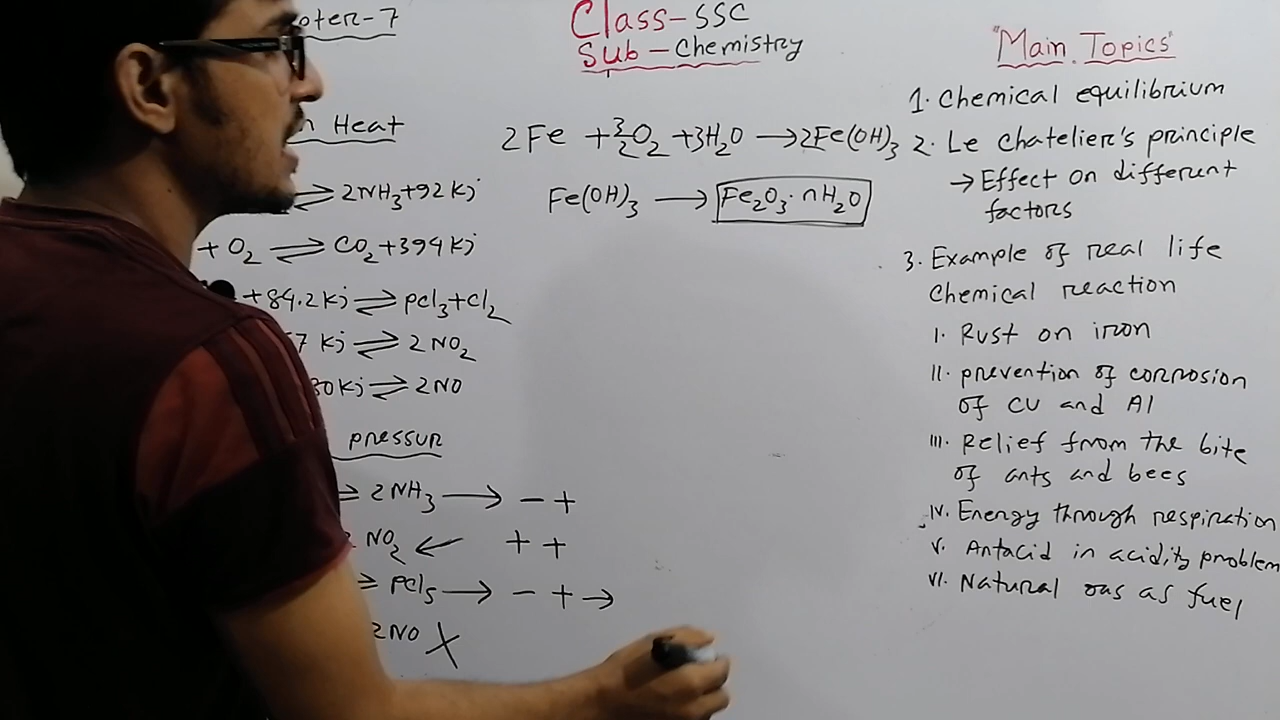 pter-7
Class-SSC
Sub-Chemistry
"Main Topics"
n Heat
⇌ 2NH₃+92Kj
+ O₂ ⇌ CO₂+394Kj
+84.2Kj ⇌ pcl₃+cl₂
57 Kj ⇌ 2NO₂
80Kj ⇌ 2NO
pressur
⇌ 2NH₃ → - +
NO₂ ← + +
⇌ pcl₅ → - + →
2NO X
2Fe + 3/2O₂ +3H₂O → 2Fe(OH)₃
Fe(OH)₃ → Fe₂O₃·nH₂O
1. Chemical equilibrium
2. Le chatelier's principle
→ Effect on different
factors
3. Example of real life
chemical reaction
I. Rust on iron
II. prevention of corrosion
of CU and Al
III. Relief from the bite
of ants and bees
IV. Energy through respiration
V. Antacid in acidity problem
VI. Natural gas as fuel